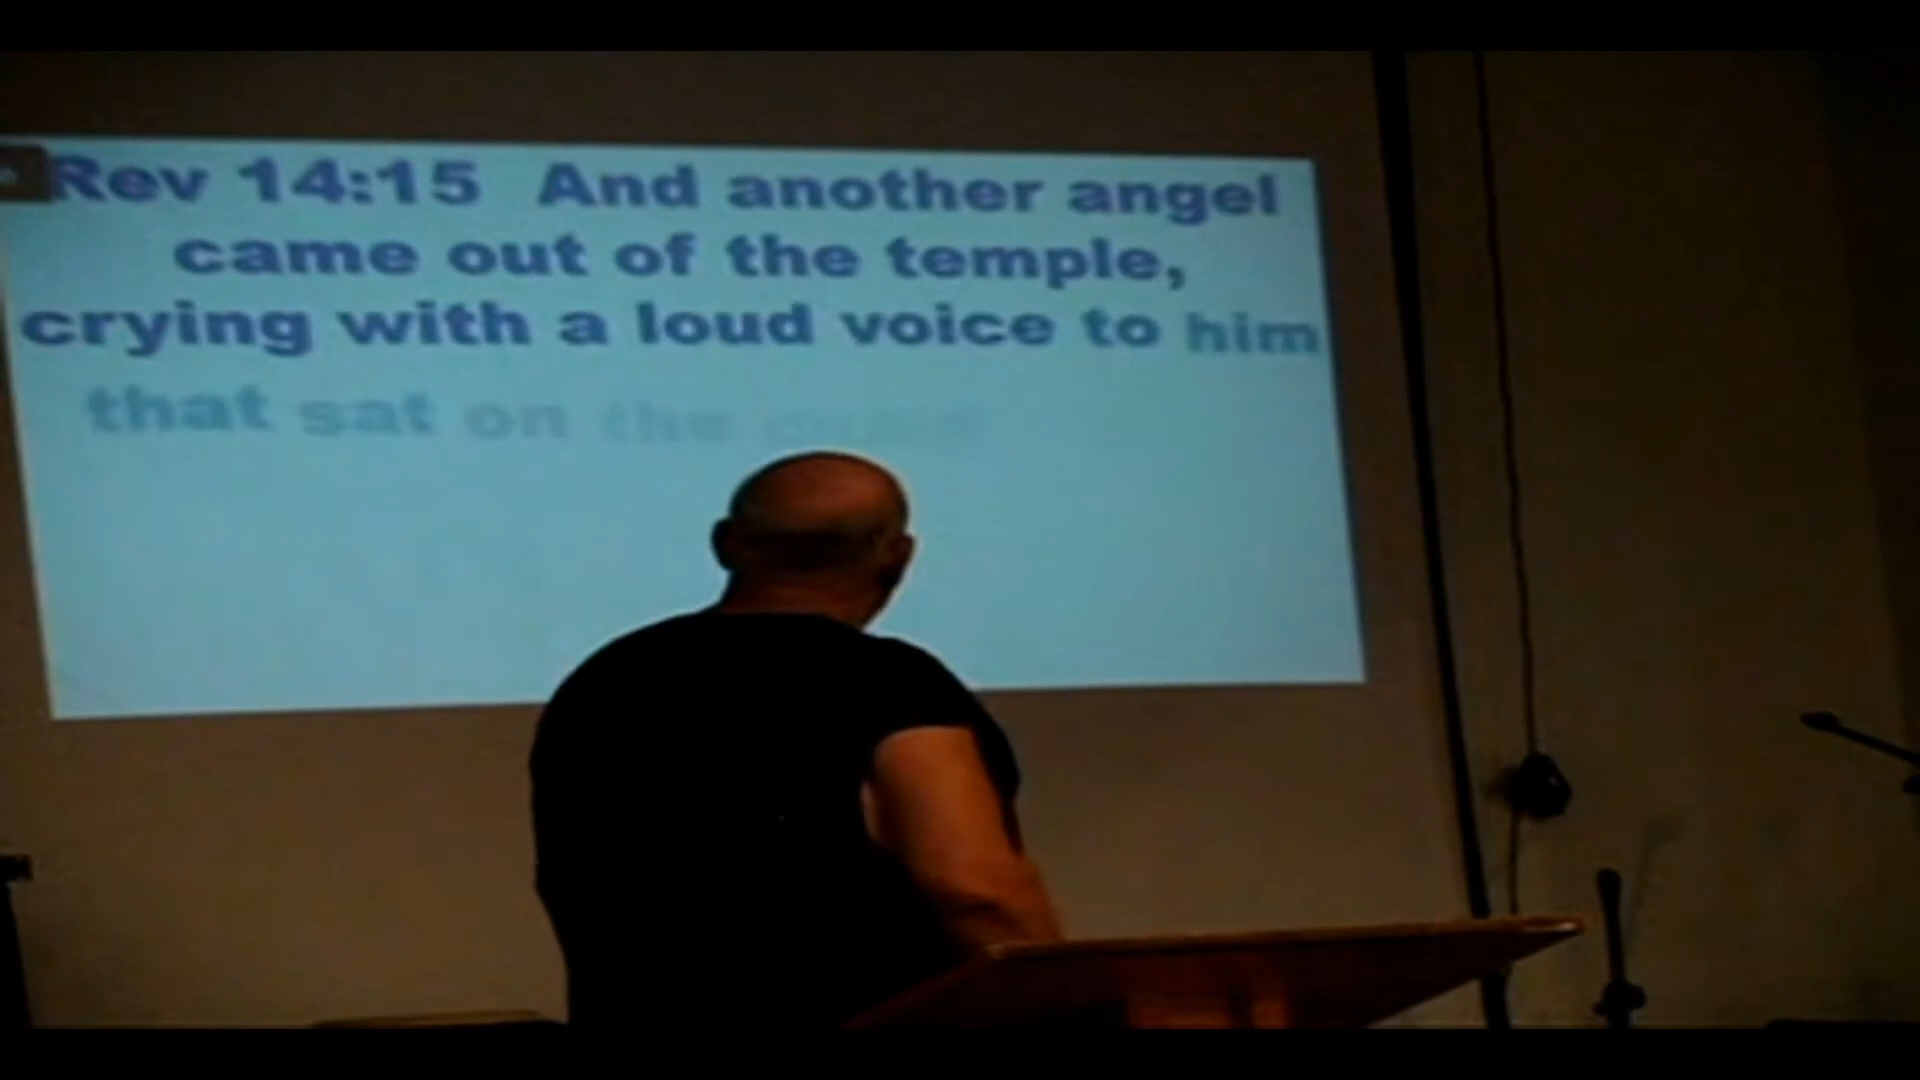 Rev 14:15 And another angel
came out of the temple,
crying with a loud voice to him
that sat on the